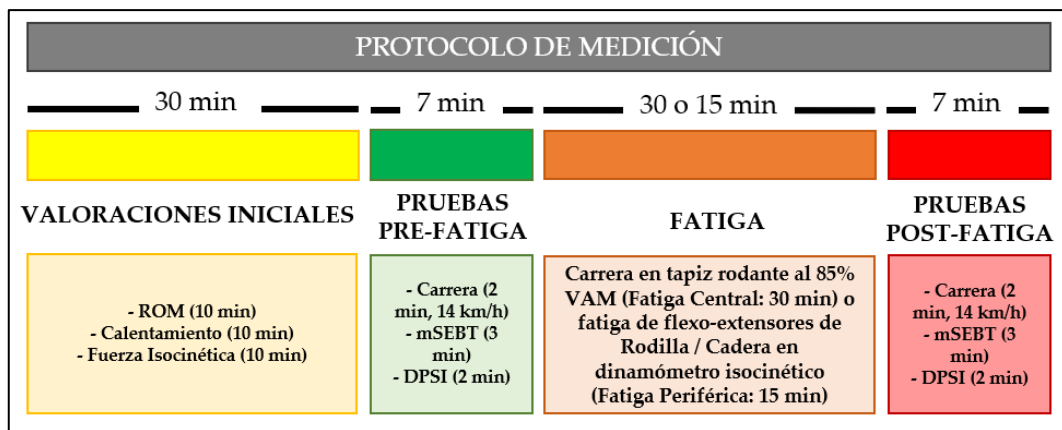 PROTOCOLO DE MEDICIÓN
30 min
7 min
30 o 15 min
7 min
VALORACIONES INICIALES
PRUEBAS
PRE-FATIGA
FATIGA
PRUEBAS
POST-FATIGA
- ROM (10 min)
- Calentamiento (10 min)
- Fuerza Isocinética (10 min)
- Carrera (2
min, 14 km/h)
- mSEBT (3
min)
- DPSI (2 min)
Carrera en tapiz rodante al 85%
VAM (Fatiga Central: 30 min) o
fatiga de flexo-extensores de
Rodilla / Cadera en
dinamómetro isocinético
(Fatiga Periférica: 15 min)
- Carrera (2
min, 14 km/h)
- mSEBT (3
min)
- DPSI (2 min)